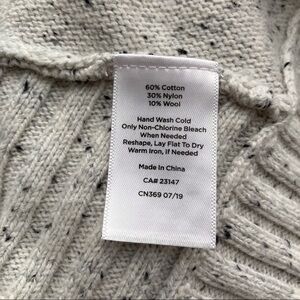 60% Cotton
30% Nylon
10% Wool
Hand Wash Cold
Only Non-Chlorine Bleach
When Needed
Reshape, Lay Flat To Dry
Warm Iron, If Needed
Made In China
CA# 23147
CN369 07/19